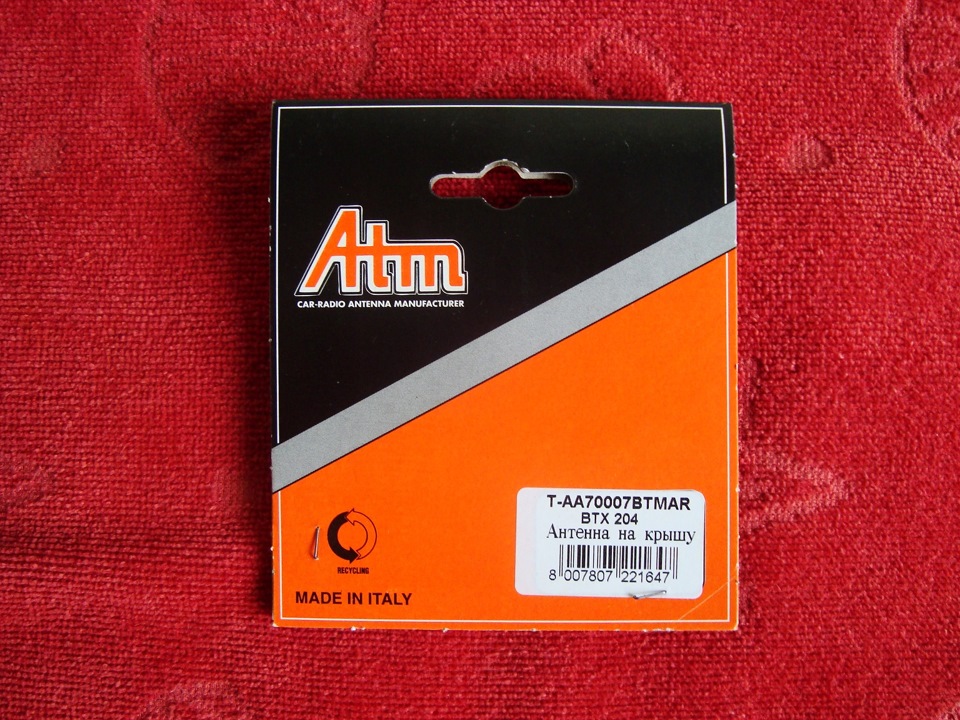 Atm
CAR-RADIO ANTENNA MANUFACTURER
T-AA70007BTMAR
BTX 204
Антенна на крышу
8 007807 221647
RECYCLING
MADE IN ITALY